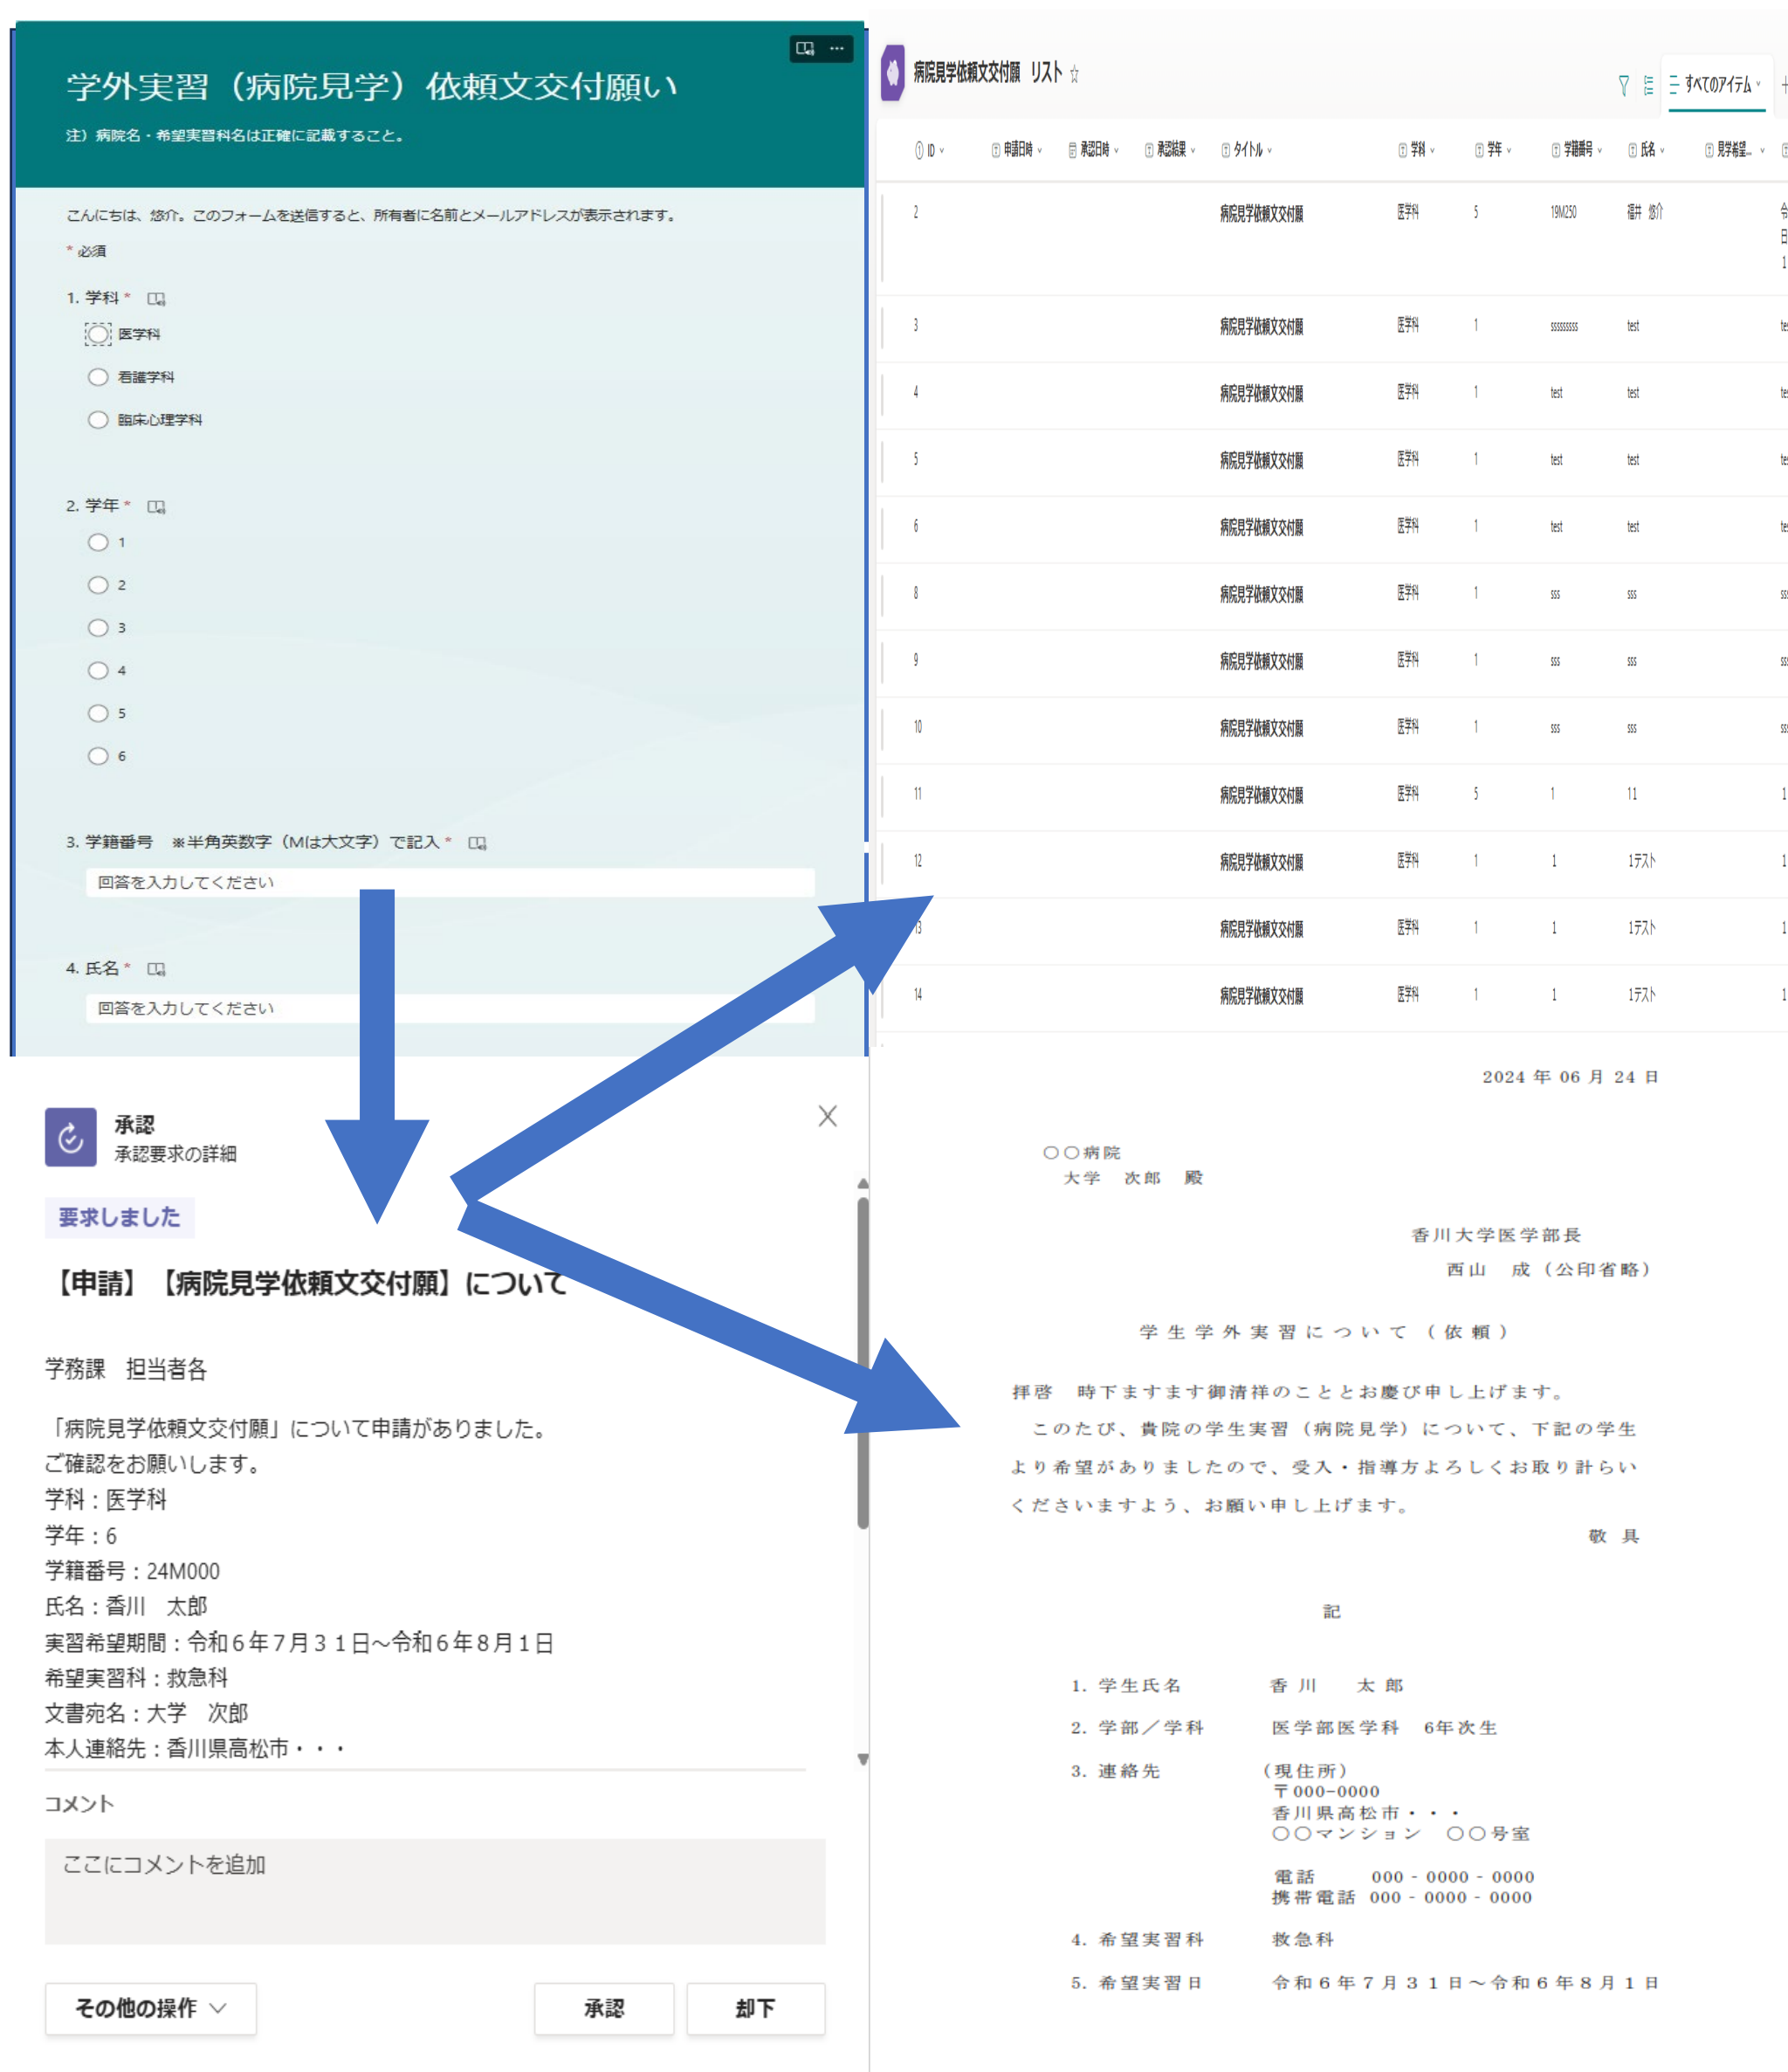 学外実習（病院見学）依頼文交付願い
注）病院名・希望実習科名は正確に記載すること。
こんにちは、悠介。このフォームを送信すると、所有者に名前とメールアドレスが表示されます。
* 必須
1. 学科 *
医学科
看護学科
臨床心理学科
2. 学年 *
1
2
3
4
5
6
3. 学籍番号　※半角英数字（Mは大文字）で記入 *
回答を入力してください
4. 氏名 *
回答を入力してください
病院見学依頼文交付願　リスト
すべてのアイテム
ID 申請日時 承認日時 承認結果 タイトル 学科 学年 学籍番号 氏名 見学希望...
2 病院見学依頼文交付願 医学科 5 19M250 福井 悠介
3 病院見学依頼文交付願 医学科 1 sssssssss test
4 病院見学依頼文交付願 医学科 1 test test
5 病院見学依頼文交付願 医学科 1 test test
6 病院見学依頼文交付願 医学科 1 test test
8 病院見学依頼文交付願 医学科 1 sss sss
9 病院見学依頼文交付願 医学科 1 sss sss
10 病院見学依頼文交付願 医学科 1 sss sss
11 病院見学依頼文交付願 医学科 5 1 11 1
12 病院見学依頼文交付願 医学科 1 1 1テスト 1
13 病院見学依頼文交付願 医学科 1 1 1テスト 1
14 病院見学依頼文交付願 医学科 1 1 1テスト 1
承認
承認要求の詳細
要求しました
【申請】【病院見学依頼文交付願】について
学務課　担当者各
「病院見学依頼文交付願」について申請がありました。
ご確認をお願いします。
学科：医学科
学年：6
学籍番号：24M000
氏名：香川　太郎
実習希望期間：令和６年７月３１日～令和６年８月１日
希望実習科：救急科
文書宛名：大学　次郎
本人連絡先：香川県高松市・・・
コメント
ここにコメントを追加
その他の操作
承認
却下
2024 年 06 月 24 日
〇〇病院
大学　次郎　殿
香川大学医学部長
西山　成（公印省略）
学生学外実習について（依頼）
拝啓　時下ますます御清祥のこととお慶び申し上げます。
このたび、貴院の学生実習（病院見学）について、下記の学生
より希望がありましたので、受入・指導方よろしくお取り計らい
くださいますよう、お願い申し上げます。
敬具
記
1. 学生氏名　香川　太郎
2. 学部／学科　医学部医学科　6年次生
3. 連絡先　（現住所）
〒000-0000
香川県高松市・・・
〇〇マンション　〇〇号室
電話　000 - 0000 - 0000
携帯電話 000 - 0000 - 0000
4. 希望実習科　救急科
5. 希望実習日　令和６年７月３１日～令和６年８月１日